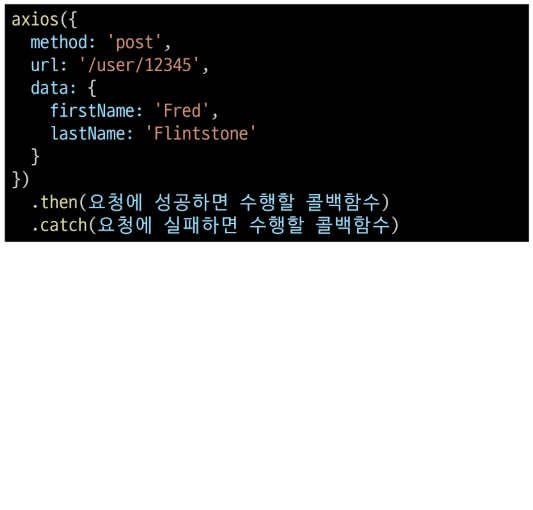 axios({
  method: 'post',
  url: '/user/12345',
  data: {
    firstName: 'Fred',
    lastName: 'Flintstone'
  }
})
  .then(요청에 성공하면 수행할 콜백함수)
  .catch(요청에 실패하면 수행할 콜백함수)